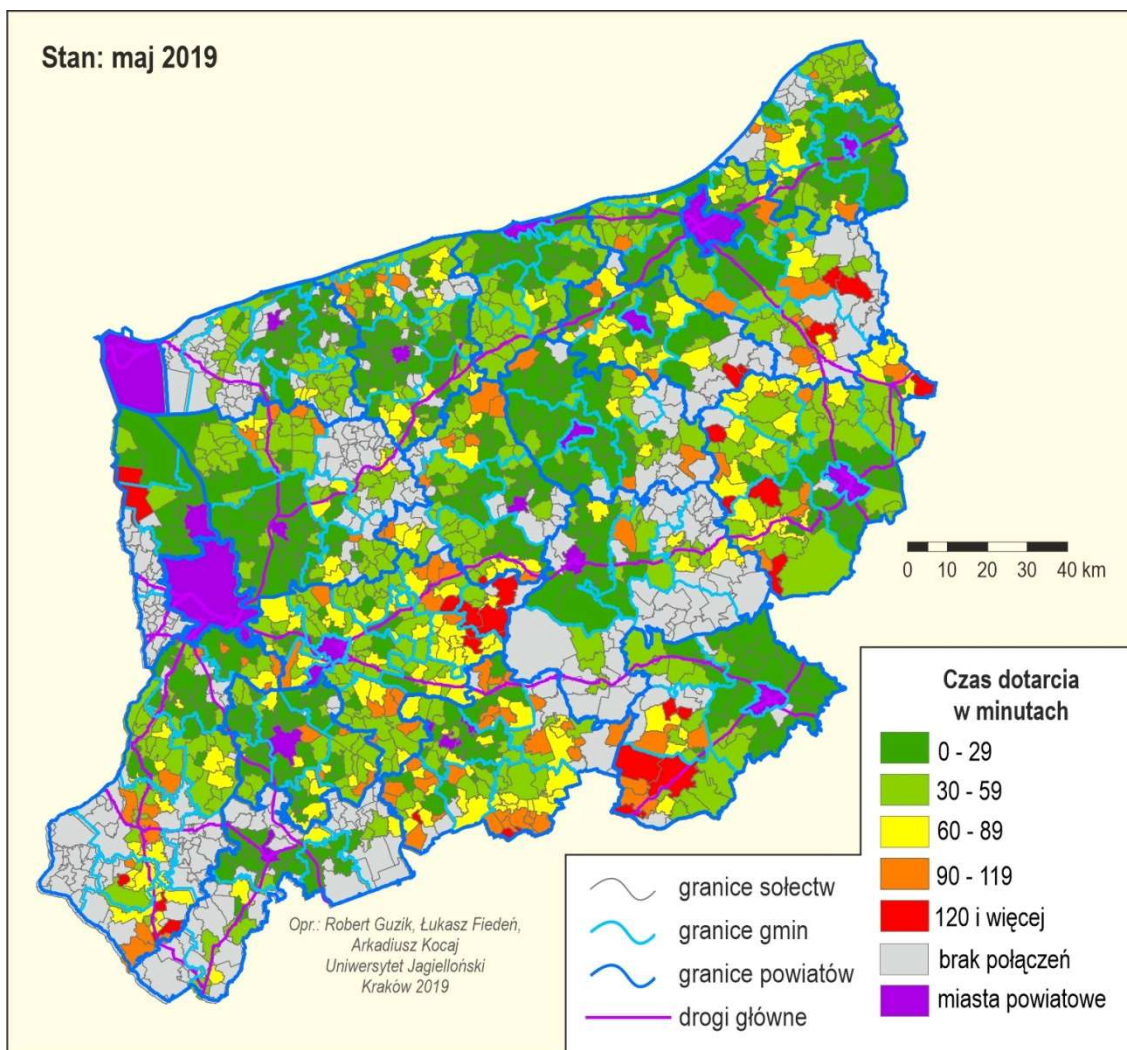 Stan: maj 2019
0 10 20 30 40 km
Czas dotarcia
w minutach
0 - 29
30 - 59
60 - 89
90 - 119
120 i więcej
brak połączeń
miasta powiatowe
granice sołectw
granice gmin
granice powiatów
drogi główne
Opr.: Robert Guzik, Łukasz Fiedeń,
Arkadiusz Kocaj
Uniwersytet Jagielloński
Kraków 2019